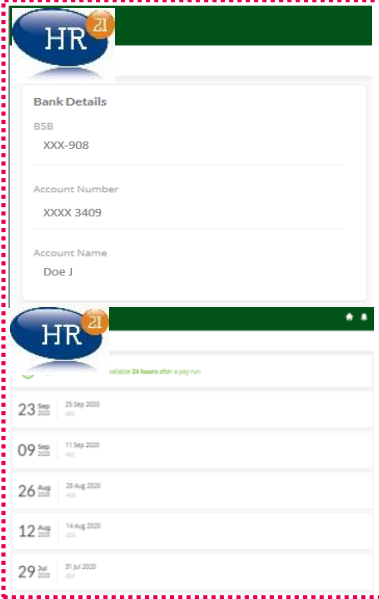 HR
21
Bank Details
BSB
XXX-908
Account Number
XXXX 3409
Account Name
Doe J
HR
21
available 24 hours after a pay run
23 Sep 2020 25 Sep 2020
09 Sep 2020 11 Sep 2020
26 Aug 2020 28 Aug 2020
12 Aug 2020 14 Aug 2020
29 Jul 2020 31 Jul 2020